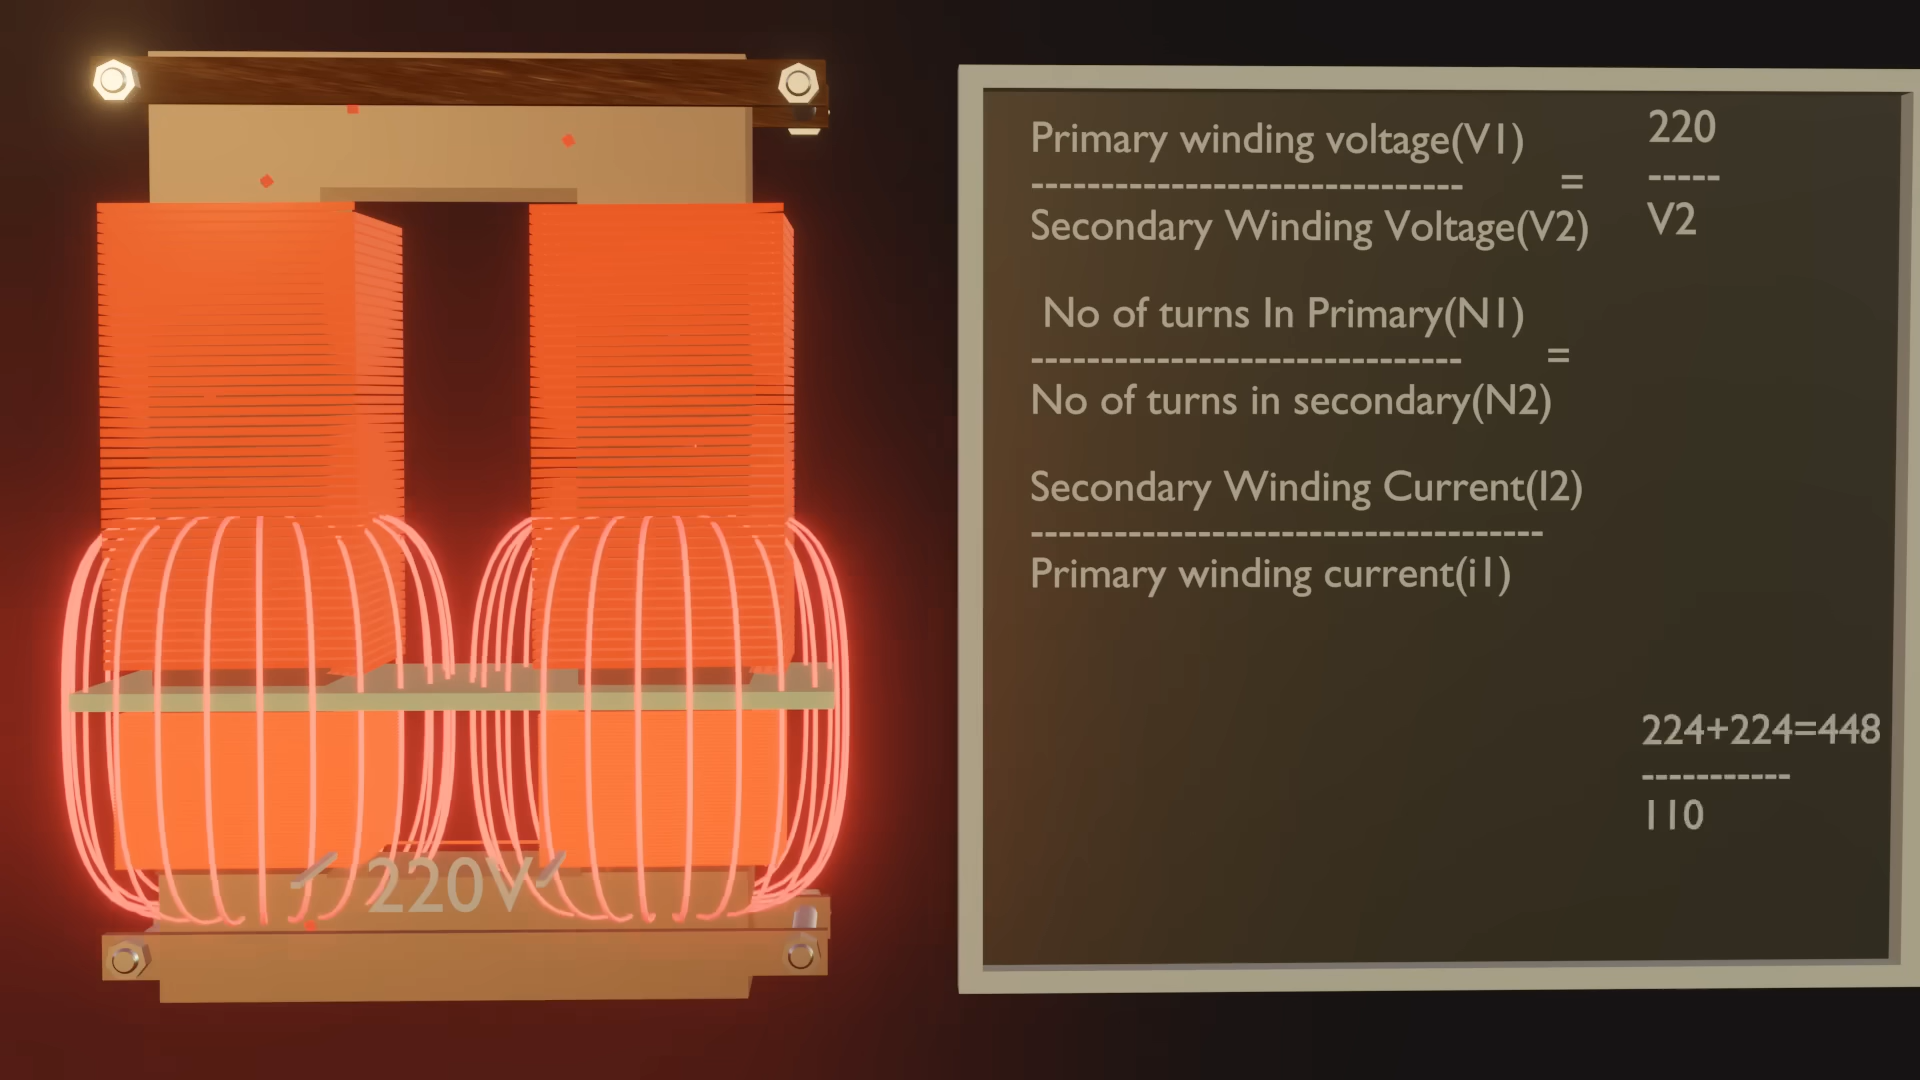 Primary winding voltage(V1)
----------------------------- =
Secondary Winding Voltage(V2)
220
-----
V2
No of turns In Primary(N1)
----------------------------- =
No of turns in secondary(N2)
Secondary Winding Current(I2)
-----------------------------------
Primary winding current(i1)
224+224=448
-----------
110
220V